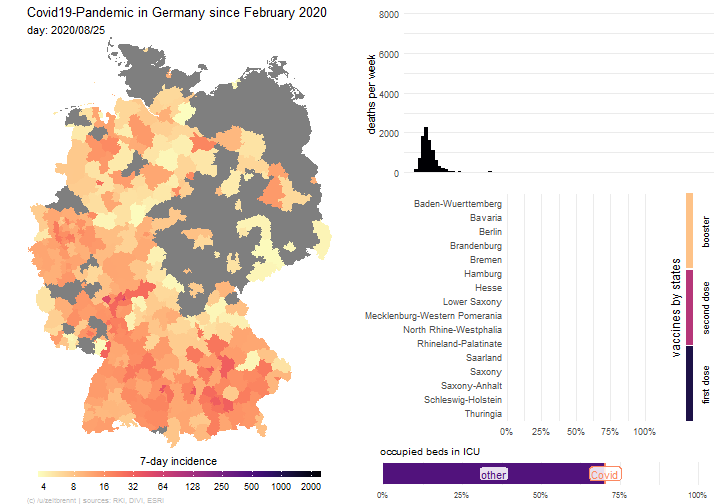 Covid19-Pandemic in Germany since February 2020
day: 2020/08/25
7-day incidence
4 8 16 32 64 125 250 500 1000 2000
(c) /u/zeitbrennt | sources: RKI, DIVI, ESRI
deaths per week
8000
6000
4000
2000
0
Baden-Wuerttemberg
Bavaria
Berlin
Brandenburg
Bremen
Hamburg
Hesse
Lower Saxony
Mecklenburg-Western Pomerania
North Rhine-Westphalia
Rhineland-Palatinate
Saarland
Saxony
Saxony-Anhalt
Schleswig-Holstein
Thuringia
0% 25% 50% 75% 100%
vaccines by states
booster
second dose
first dose
occupied beds in ICU
other Covid
0% 25% 50% 75% 100%